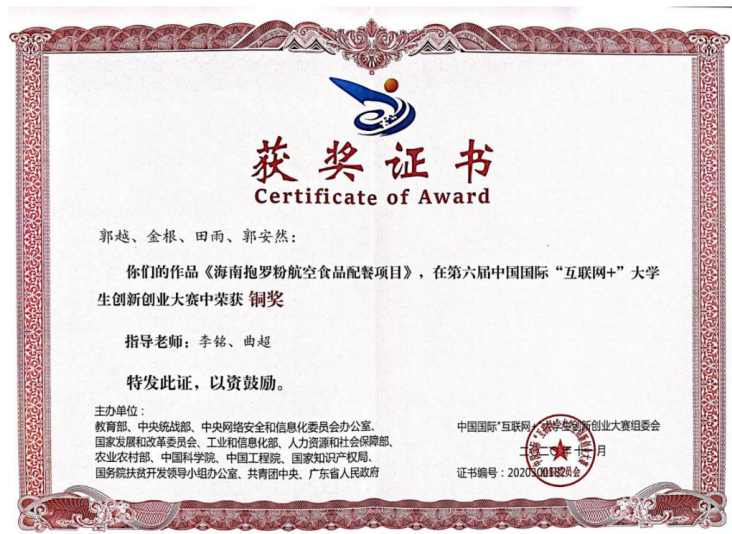 获奖证书
Certificate of Award
郭越、金根、田雨、郭安然：
你们的作品《海南抱罗粉航空食品配餐项目》，在第六届中国国际“互联网+”大学
生创新创业大赛中荣获 铜奖
指导老师：李铭、曲超
特发此证，以资鼓励。
主办单位：
教育部、中央统战部、中央网络安全和信息化委员会办公室、
国家发展和改革委员会、工业和信息化部、人力资源和社会保障部、
农业农村部、中国科学院、中国工程院、国家知识产权局、
国务院扶贫开发领导小组办公室、共青团中央、广东省人民政府
中国国际“互联网+”大学生创新创业大赛组委会
二〇二〇年十一月
证书编号：